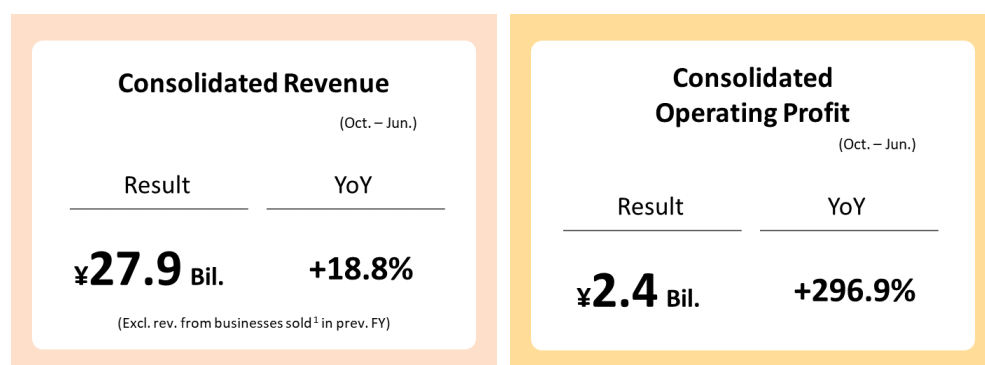 Consolidated Revenue
(Oct. – Jun.)
Result YoY
¥27.9 Bil. +18.8%
(Excl. rev. from businesses sold¹ in prev. FY)
Consolidated
Operating Profit
(Oct. – Jun.)
Result YoY
¥2.4 Bil. +296.9%